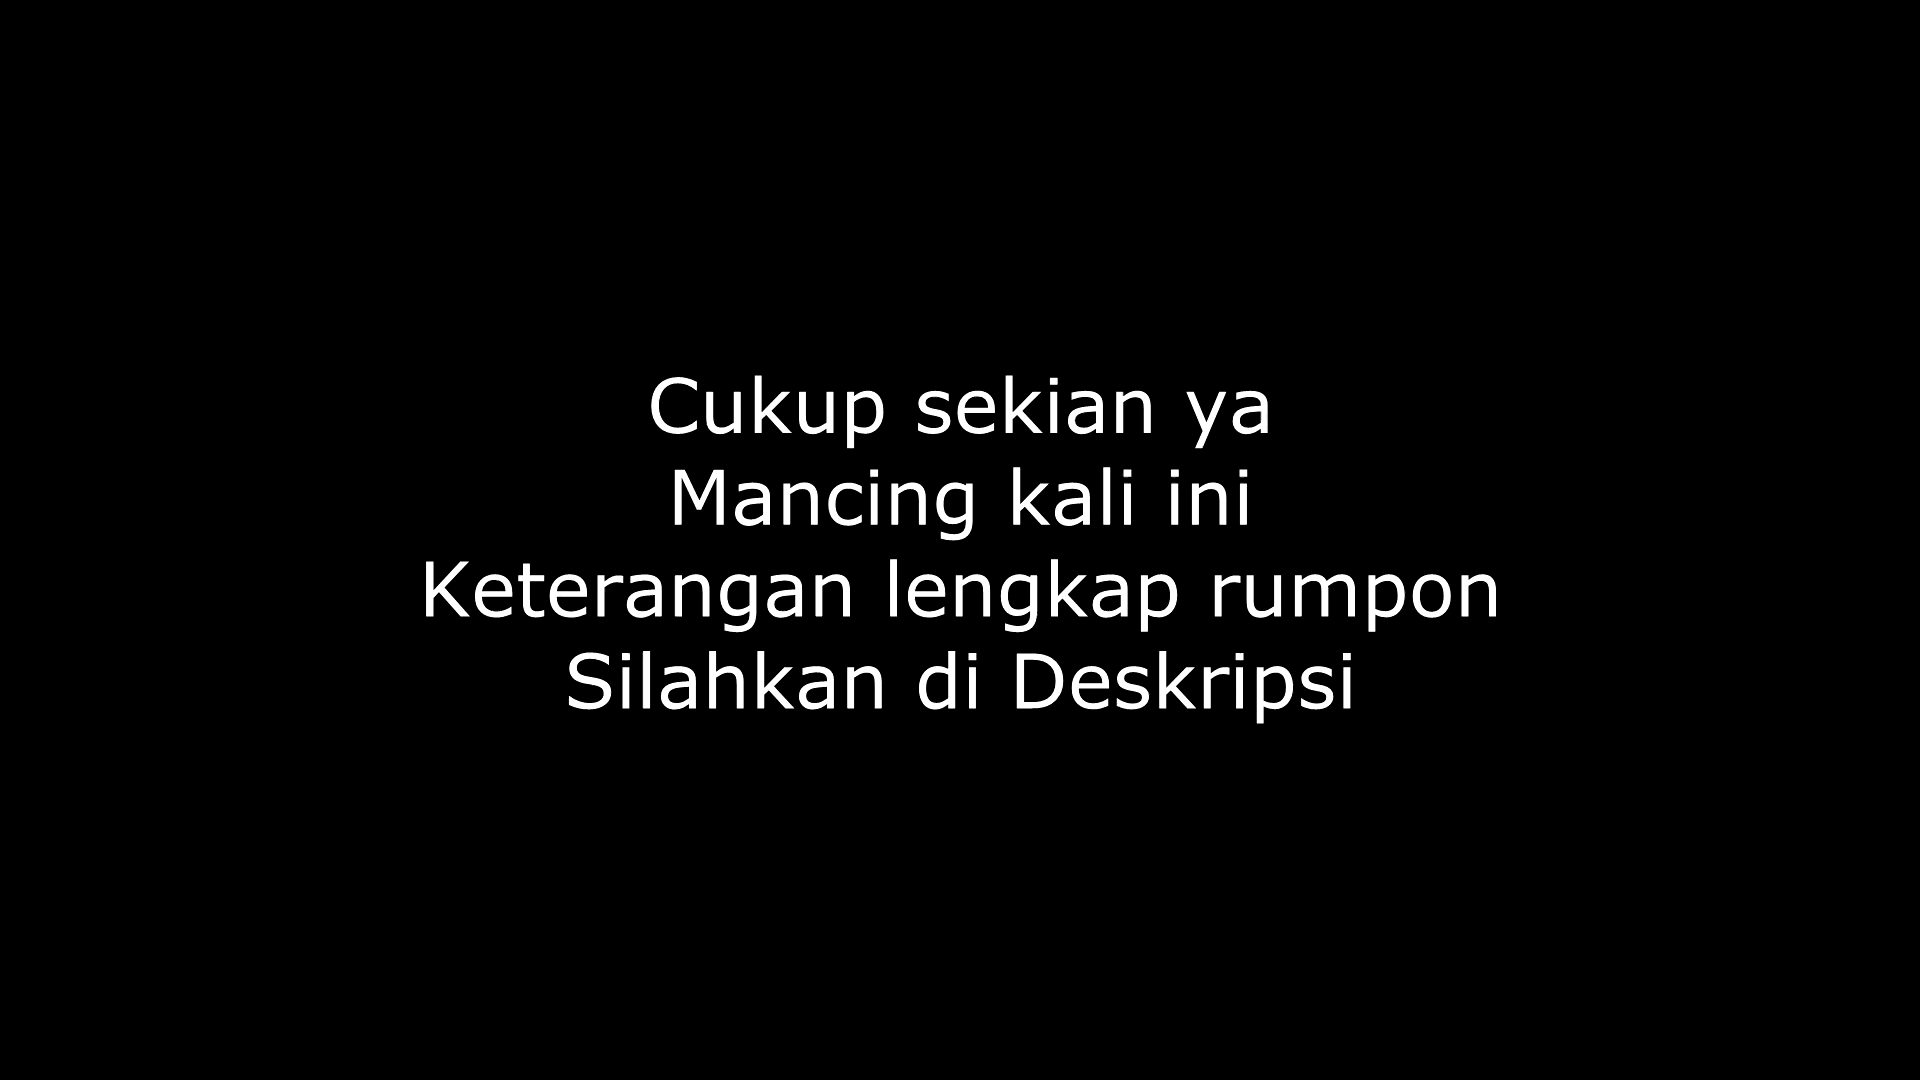 Cukup sekian ya
Mancing kali ini
Keterangan lengkap rumpon
Silahkan di Deskripsi